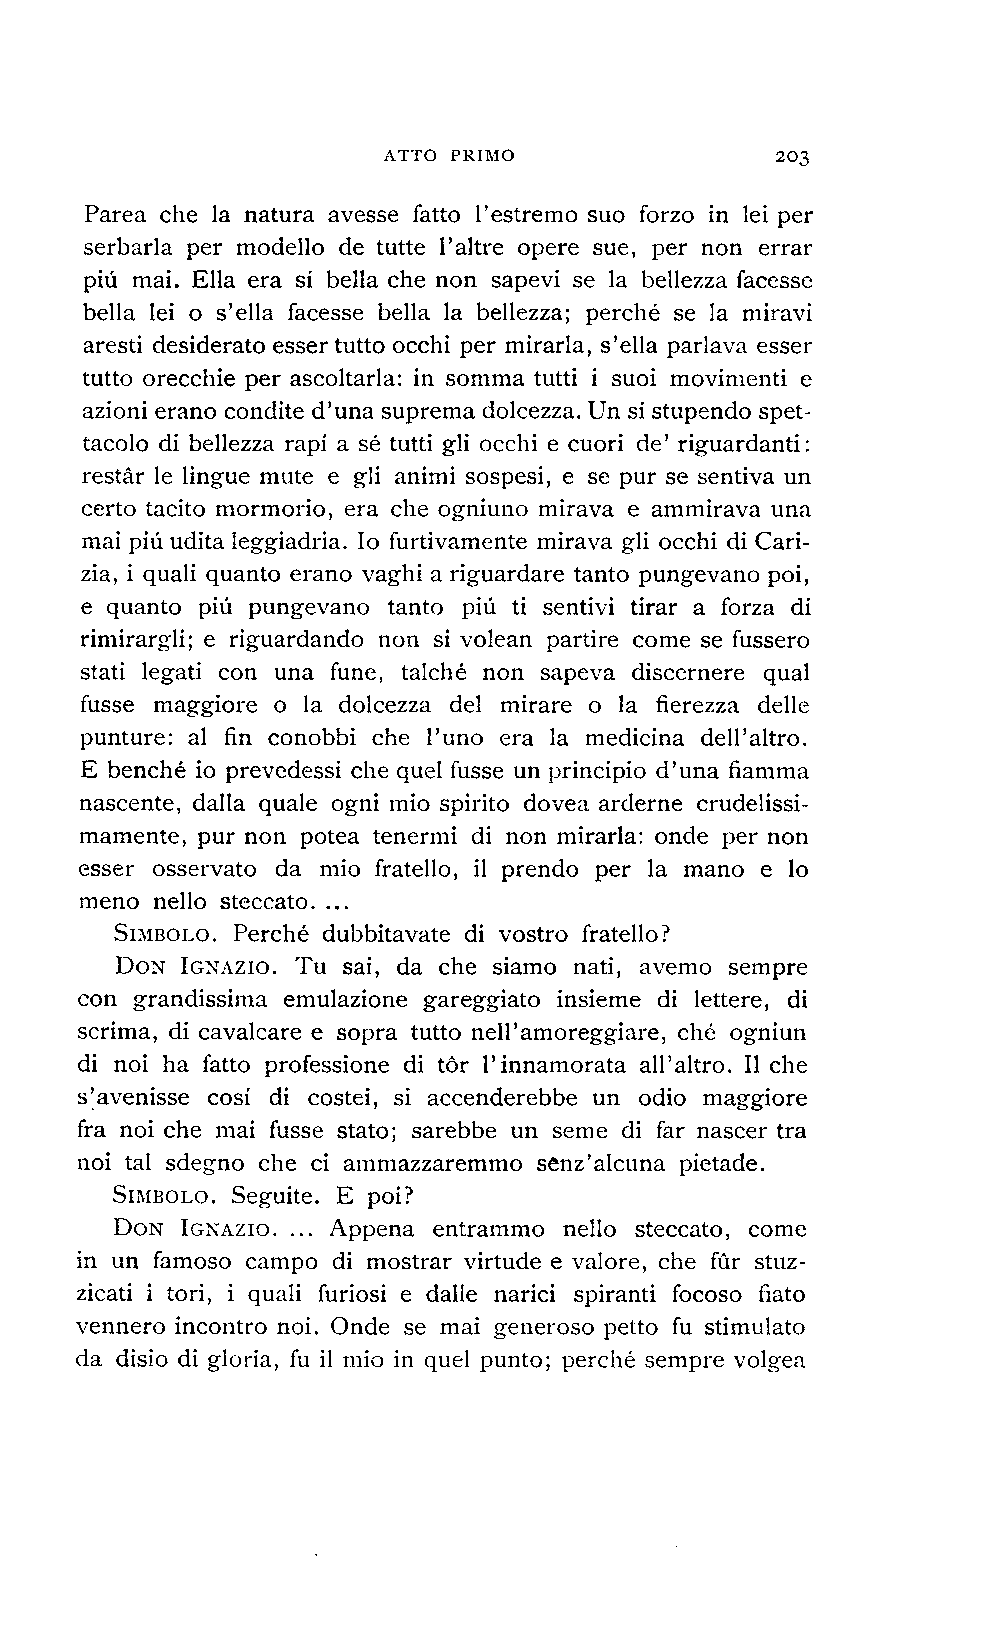 ATTO PRIMO 203
Parea che la natura avesse fatto l'estremo suo forzo in lei per
serbarla per modello de tutte l'altre opere sue, per non errar
piú mai. Ella era sí bella che non sapevi se la bellezza facesse
bella lei o s'ella facesse bella la bellezza; perché se la miravi
aresti desiderato esser tutto occhi per mirarla, s'ella parlava esser
tutto orecchie per ascoltarla: in somma tutti i suoi movimenti e
azioni erano condite d'una suprema dolcezza. Un si stupendo spet-
tacolo di bellezza rapí a sé tutti gli occhi e cuori de' riguardanti:
restâr le lingue mute e gli animi sospesi, e se pur se sentiva un
certo tacito mormorio, era che ogniuno mirava e ammirava una
mai piú udita leggiadria. Io furtivamente mirava gli occhi di Cari-
zia, i quali quanto erano vaghi a riguardare tanto pungevano poi,
e quanto piú pungevano tanto piú ti sentivi tirar a forza di
rimirargli; e riguardando non si volean partire come se fussero
stati legati con una fune, talché non sapeva discernere qual
fusse maggiore o la dolcezza del mirare o la fierezza delle
punture: al fin conobbi che l'uno era la medicina dell'altro.
E benché io prevedessi che quel fusse un principio d'una fiamma
nascente, dalla quale ogni mio spirito dovea arderne crudelissi-
mamente, pur non potea tenermi di non mirarla: onde per non
esser osservato da mio fratello, il prendo per la mano e lo
meno nello steccato. ...
SIMBOLO. Perché dubbitavate di vostro fratello?
DON IGNAZIO. Tu sai, da che siamo nati, avemo sempre
con grandissima emulazione gareggiato insieme di lettere, di
scrima, di cavalcare e sopra tutto nell'amoreggiare, ché ogniun
di noi ha fatto professione di tôr l'innamorata all'altro. Il che
s'avenisse cosí di costei, si accenderebbe un odio maggiore
fra noi che mai fusse stato; sarebbe un seme di far nascer tra
noi tal sdegno che ci ammazzaremmo senz'alcuna pietade.
SIMBOLO. Seguite. E poi?
DON IGNAZIO. ... Appena entrammo nello steccato, come
in un famoso campo di mostrar virtude e valore, che fûr stuz-
zicati i tori, i quali furiosi e dalle narici spiranti focoso fiato
vennero incontro noi. Onde se mai generoso petto fu stimulato
da disio di gloria, fu il mio in quel punto; perché sempre volgea